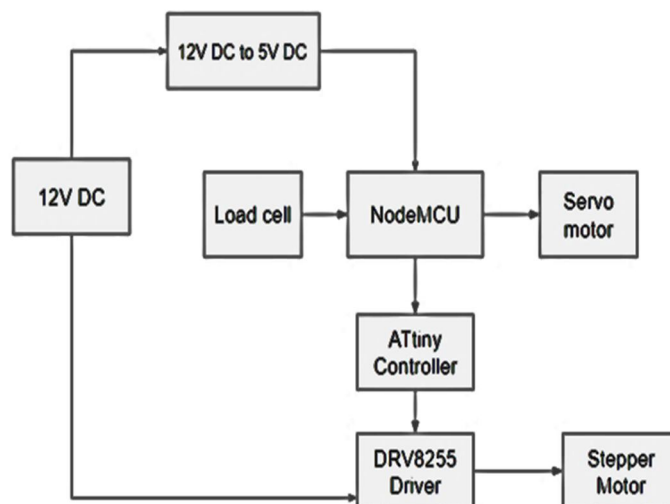 12V DC to 5V DC
12V DC
Load cell
NodeMCU
Servo
motor
ATtiny
Controller
DRV8255
Driver
Stepper
Motor